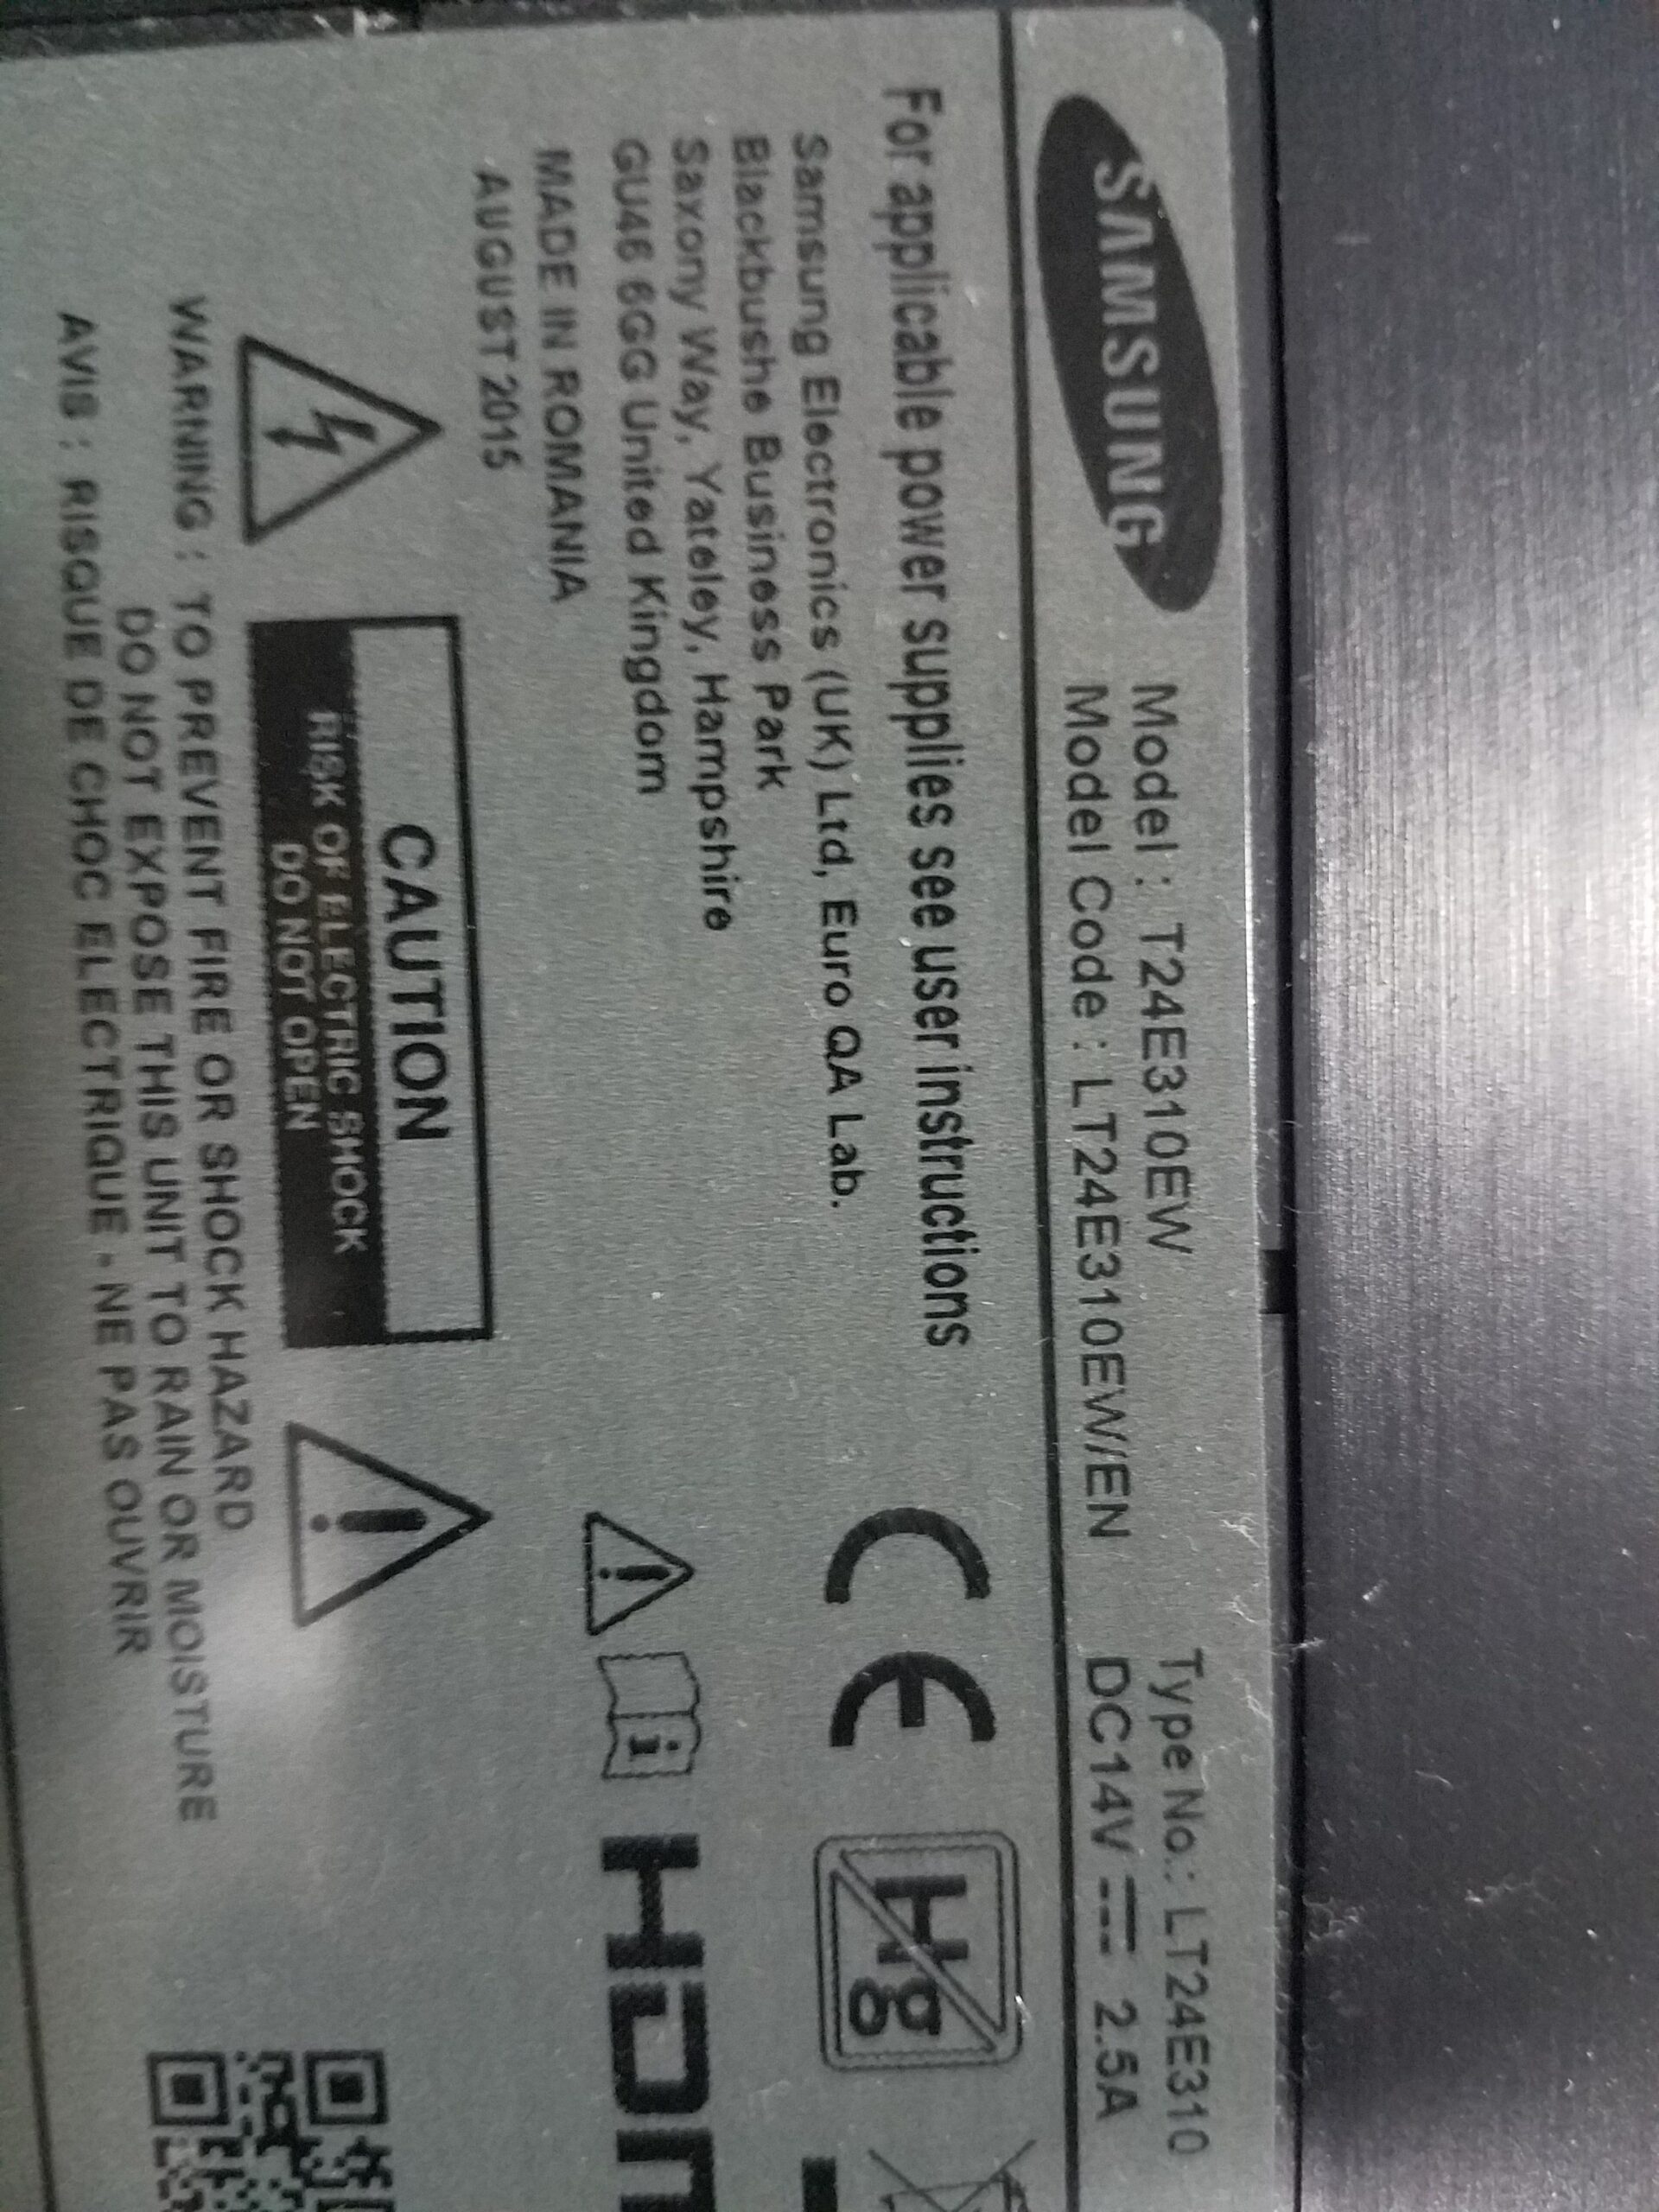 SAMSUNG
Model : T24E310EW
Type No.: LT24E310
Model Code : LT24E310EW/EN
DC14V 2.5A
For applicable power supplies see user instructions
Samsung Electronics (UK) Ltd, Euro QA Lab.
Blackbushe Business Park
Saxony Way, Yateley, Hampshire
GU46 6GG United Kingdom
MADE IN ROMANIA
AUGUST 2015
CE
Hg
CAUTION
RISK OF ELECTRIC SHOCK
DO NOT OPEN
WARNING : TO PREVENT FIRE OR SHOCK HAZARD
DO NOT EXPOSE THIS UNIT TO RAIN OR MOISTURE
AVIS : RISQUE DE CHOC ELECTRIQUE - NE PAS OUVRIR